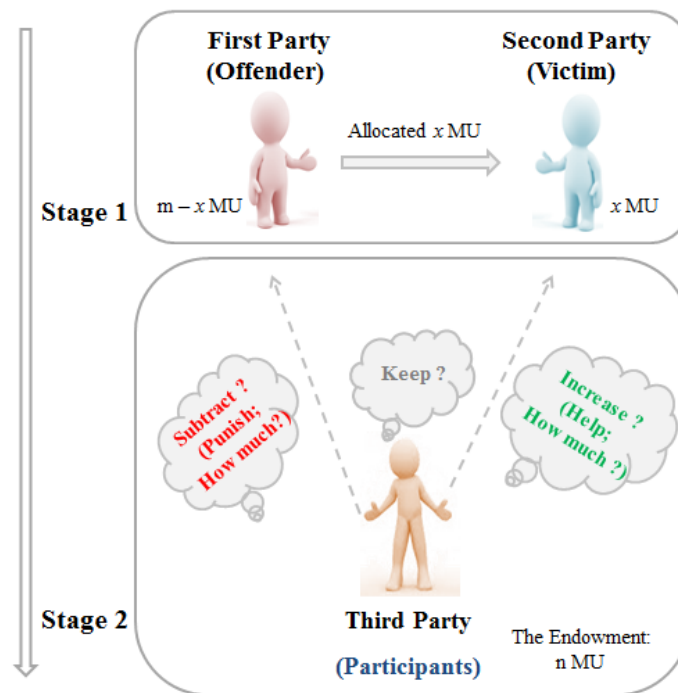 First Party
(Offender)
Second Party
(Victim)
Allocated x MU
m – x MU
x MU
Stage 1
Keep ?
Subtract ?
(Punish;
How much?)
Increase ?
(Help;
How much ?)
Stage 2
Third Party
(Participants)
The Endowment:
n MU